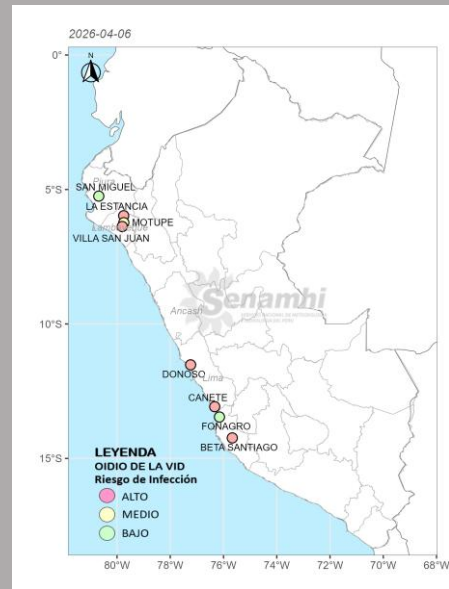 2026-04-06
N
0°
5°S
10°S
15°S
Piura
SAN MIGUEL
LA ESTANCIA
MOTUPE
VILLA SAN JUAN
Senamhi
Ancash
DONOSO
Lima
CANETE
FONAGRO
BETA SANTIAGO
LEYENDA
OIDIO DE LA VID
Riesgo de Infección
ALTO
MEDIO
BAJO
80°W 78°W 76°W 74°W 72°W 70°W 68°W